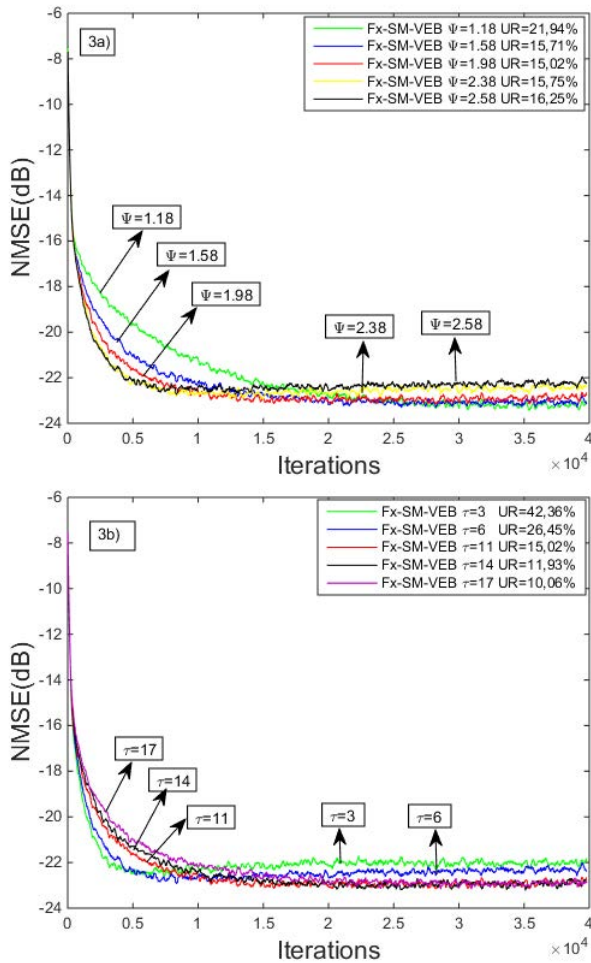 3a)
Fx-SM-VEB Ψ=1.18 UR=21,94%
Fx-SM-VEB Ψ=1.58 UR=15,71%
Fx-SM-VEB Ψ=1.98 UR=15,02%
Fx-SM-VEB Ψ=2.38 UR=15,75%
Fx-SM-VEB Ψ=2.58 UR=16,25%
NMSE(dB)
-6
-8
-10
-12
-14
-16
-18
-20
-22
-24
Ψ=1.18
Ψ=1.58
Ψ=1.98
Ψ=2.38
Ψ=2.58
0 0.5 1 1.5 2 2.5 3 3.5 4
Iterations
×10⁴
3b)
Fx-SM-VEB τ=3 UR=42,36%
Fx-SM-VEB τ=6 UR=26,45%
Fx-SM-VEB τ=11 UR=15,02%
Fx-SM-VEB τ=14 UR=11,93%
Fx-SM-VEB τ=17 UR=10,06%
NMSE(dB)
-6
-8
-10
-12
-14
-16
-18
-20
-22
-24
τ=17
τ=14
τ=11
τ=3
τ=6
0 0.5 1 1.5 2 2.5 3 3.5 4
Iterations
×10⁴